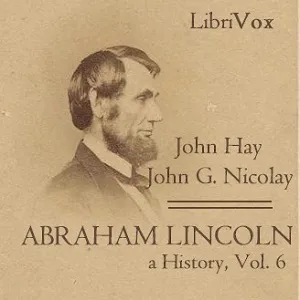 LibriVox
John Hay
John G. Nicolay
ABRAHAM LINCOLN
a History, Vol. 6